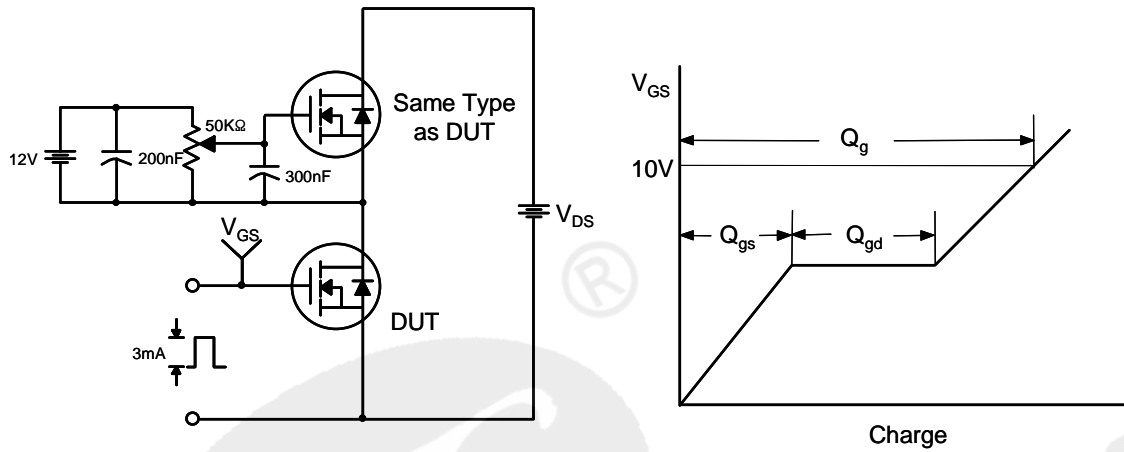 12V
200nF
50KΩ
300nF
Same Type
as DUT
V_GS
DUT
3mA
V_DS
®
V_GS
10V
Q_g
Q_gs
Q_gd
Charge